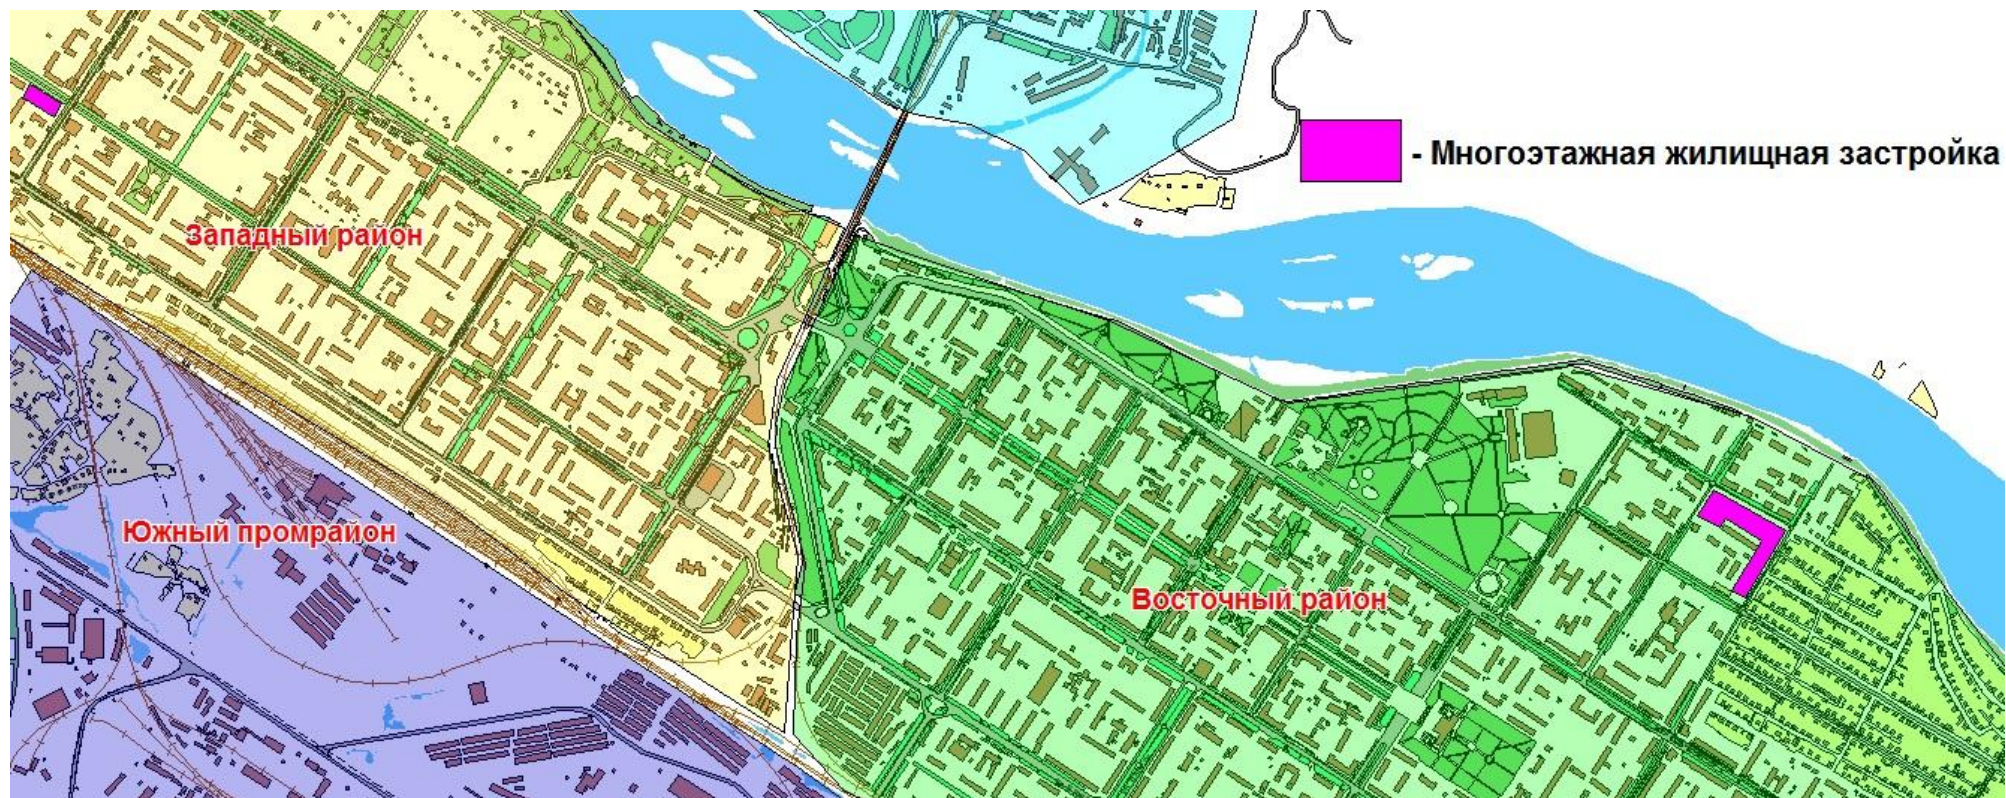 - Многоэтажная жилищная застройка
Западный район
Южный промрайон
Восточный район